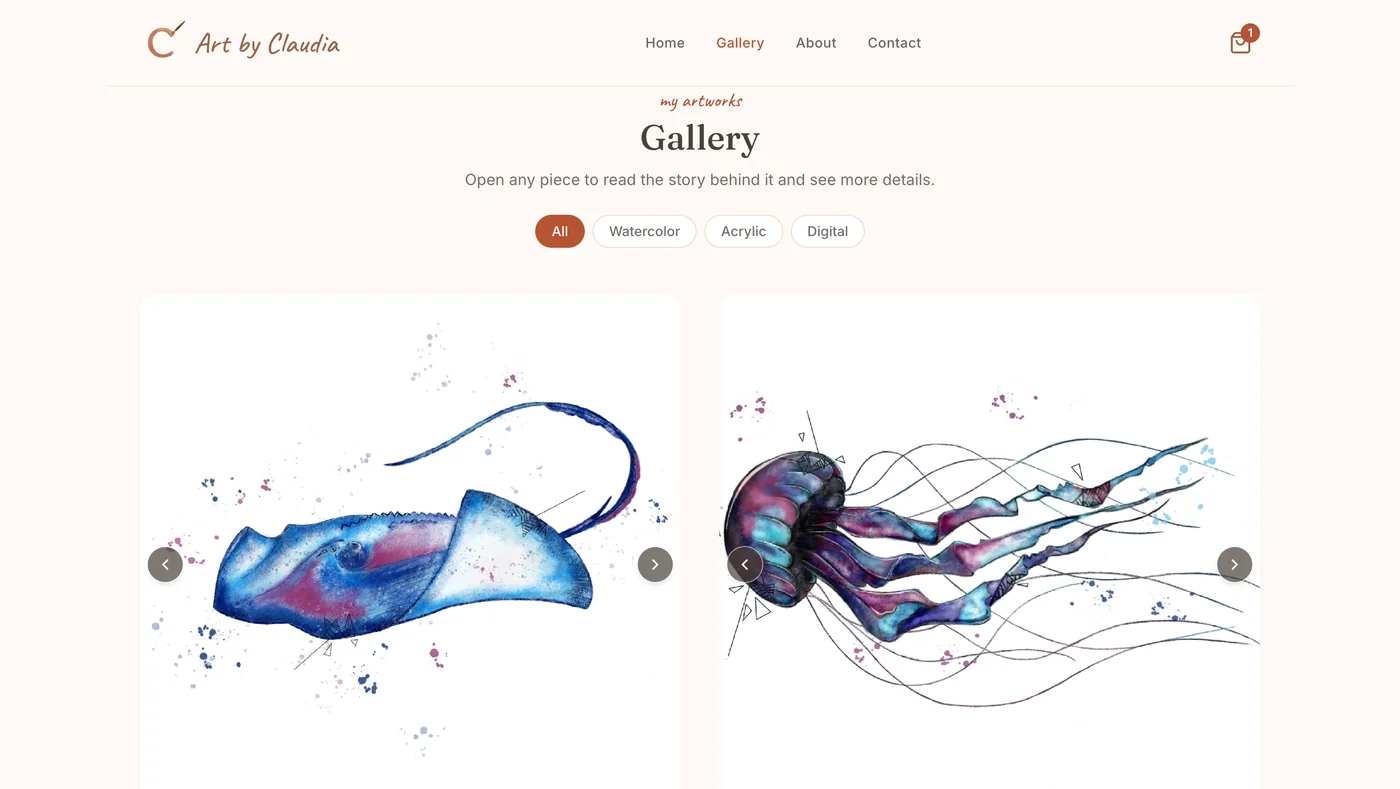 Art by Claudia
Home
Gallery
About
Contact
1
my artworks
Gallery
Open any piece to read the story behind it and see more details.
All
Watercolor
Acrylic
Digital